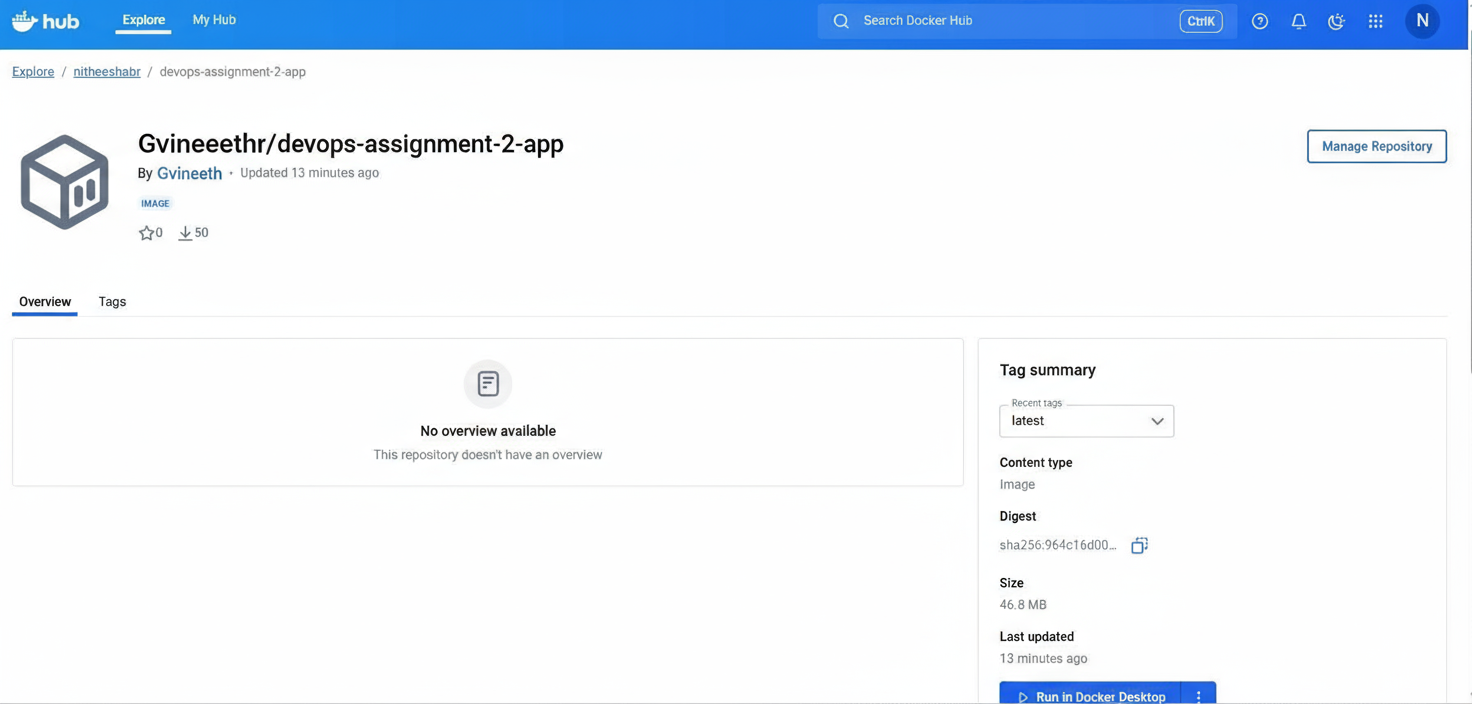 hub Explore My Hub Search Docker Hub CtrlK ? N
Explore / nitheeshabr / devops-assignment-2-app
Gvineeethr/devops-assignment-2-app
Manage Repository
By Gvineeth • Updated 13 minutes ago
IMAGE
0 50
Overview Tags
No overview available
This repository doesn't have an overview
Tag summary
Recent tags
latest
Content type
Image
Digest
sha256:964c16d00...
Size
46.8 MB
Last updated
13 minutes ago
Run in Docker Desktop